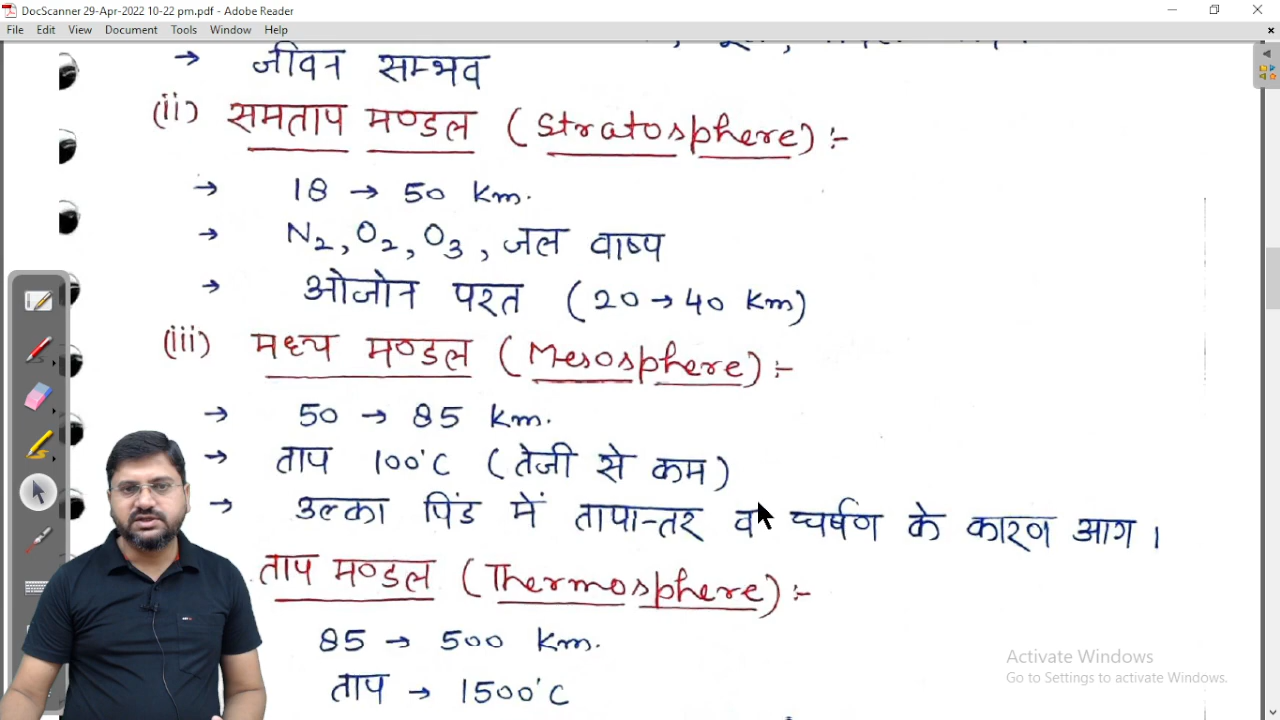 DocScanner 29-Apr-2022 10-22 pm.pdf - Adobe Reader
File Edit View Document Tools Window Help
→ जीवन सम्भव
(ii) समताप मण्डल (Stratosphere) :-
→ 18 → 50 Km.
→ N2, O2, O3, जल वाष्प
→ ओजोन परत (20 → 40 Km)
(iii) मध्य मण्डल (Mesosphere) :-
→ 50 → 85 Km.
→ ताप 100°C (तेजी से कम)
→ उल्का पिंड में तापान्तर व घर्षण के कारण आग ।
ताप मण्डल (Thermosphere) :-
85 → 500 Km.
ताप → 1500°C
Activate Windows
Go to Settings to activate Windows.